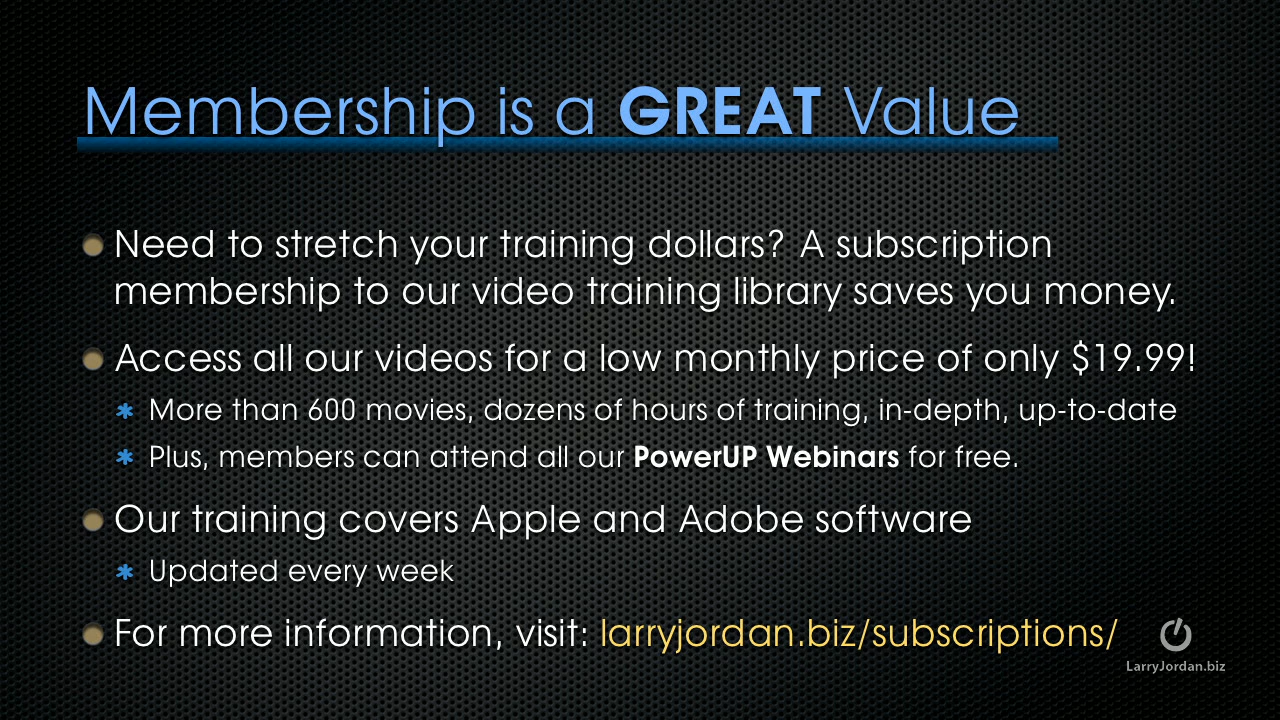 Membership is a GREAT Value
Need to stretch your training dollars? A subscription
membership to our video training library saves you money.
Access all our videos for a low monthly price of only $19.99!
More than 600 movies, dozens of hours of training, in-depth, up-to-date
Plus, members can attend all our PowerUP Webinars for free.
Our training covers Apple and Adobe software
Updated every week
For more information, visit: larryjordan.biz/subscriptions/
LarryJordan.biz